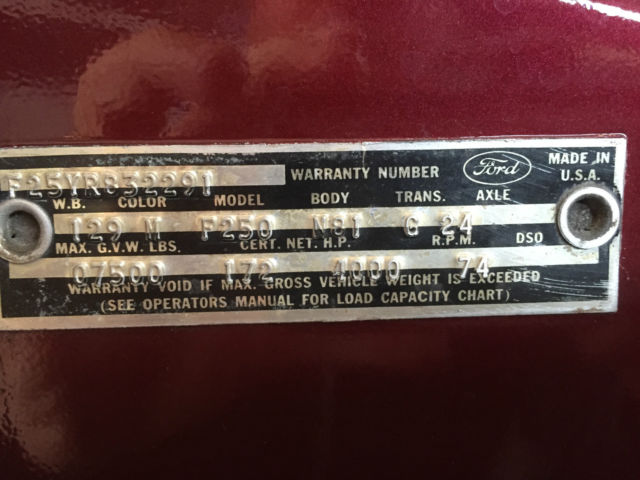 F25YR832291 WARRANTY NUMBER Ford MADE IN U.S.A.
W.B. COLOR MODEL BODY TRANS. AXLE
129 M F250 N81 G 24
MAX. G.V.W. LBS. CERT. NET. H.P. R.P.M. DSO
07500 172 4000 74
WARRANTY VOID IF MAX. GROSS VEHICLE WEIGHT IS EXCEEDED
(SEE OPERATORS MANUAL FOR LOAD CAPACITY CHART)